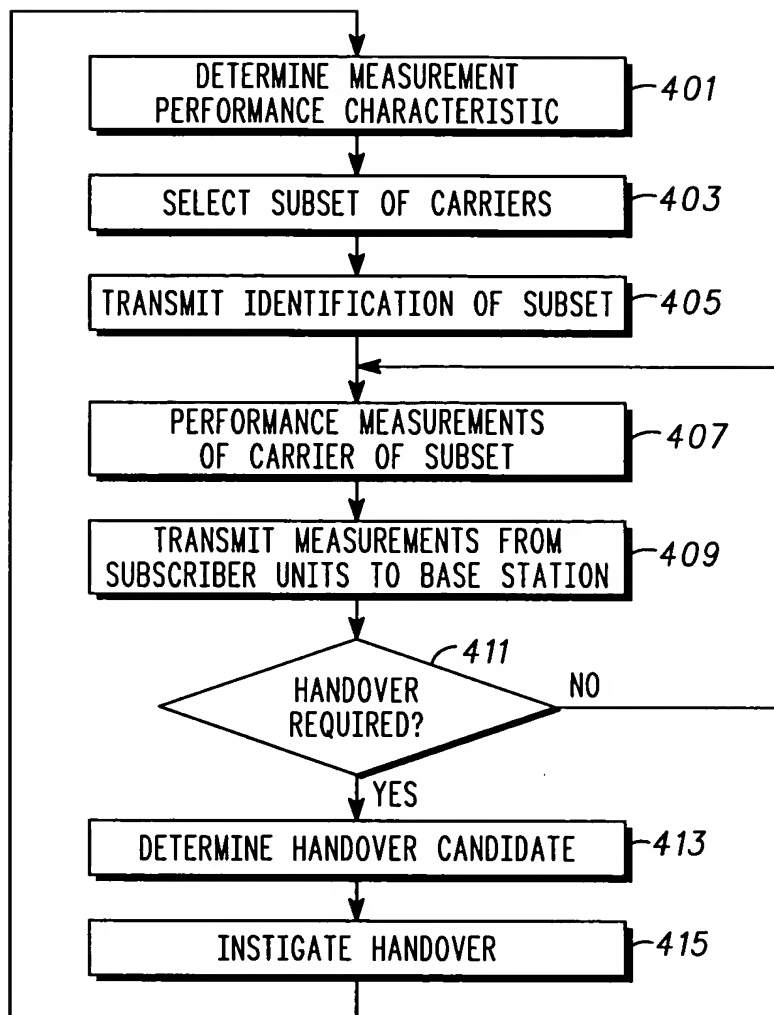 DETERMINE MEASUREMENT
PERFORMANCE CHARACTERISTIC
401
SELECT SUBSET OF CARRIERS
403
TRANSMIT IDENTIFICATION OF SUBSET
405
PERFORMANCE MEASUREMENTS
OF CARRIER OF SUBSET
407
TRANSMIT MEASUREMENTS FROM
SUBSCRIBER UNITS TO BASE STATION
409
411
HANDOVER
REQUIRED?
NO
YES
DETERMINE HANDOVER CANDIDATE
413
INSTIGATE HANDOVER
415